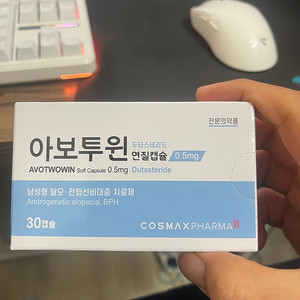 전문의약품
아보투윈 두타스테리드 연질캡슐 0.5mg
AVOTWOWIN Soft Capsule 0.5mg Dutasteride
남성형 탈모·전립선비대증 치료제
Androgenetic alopecia, BPH
30캡슐
COSMAXPHARMA